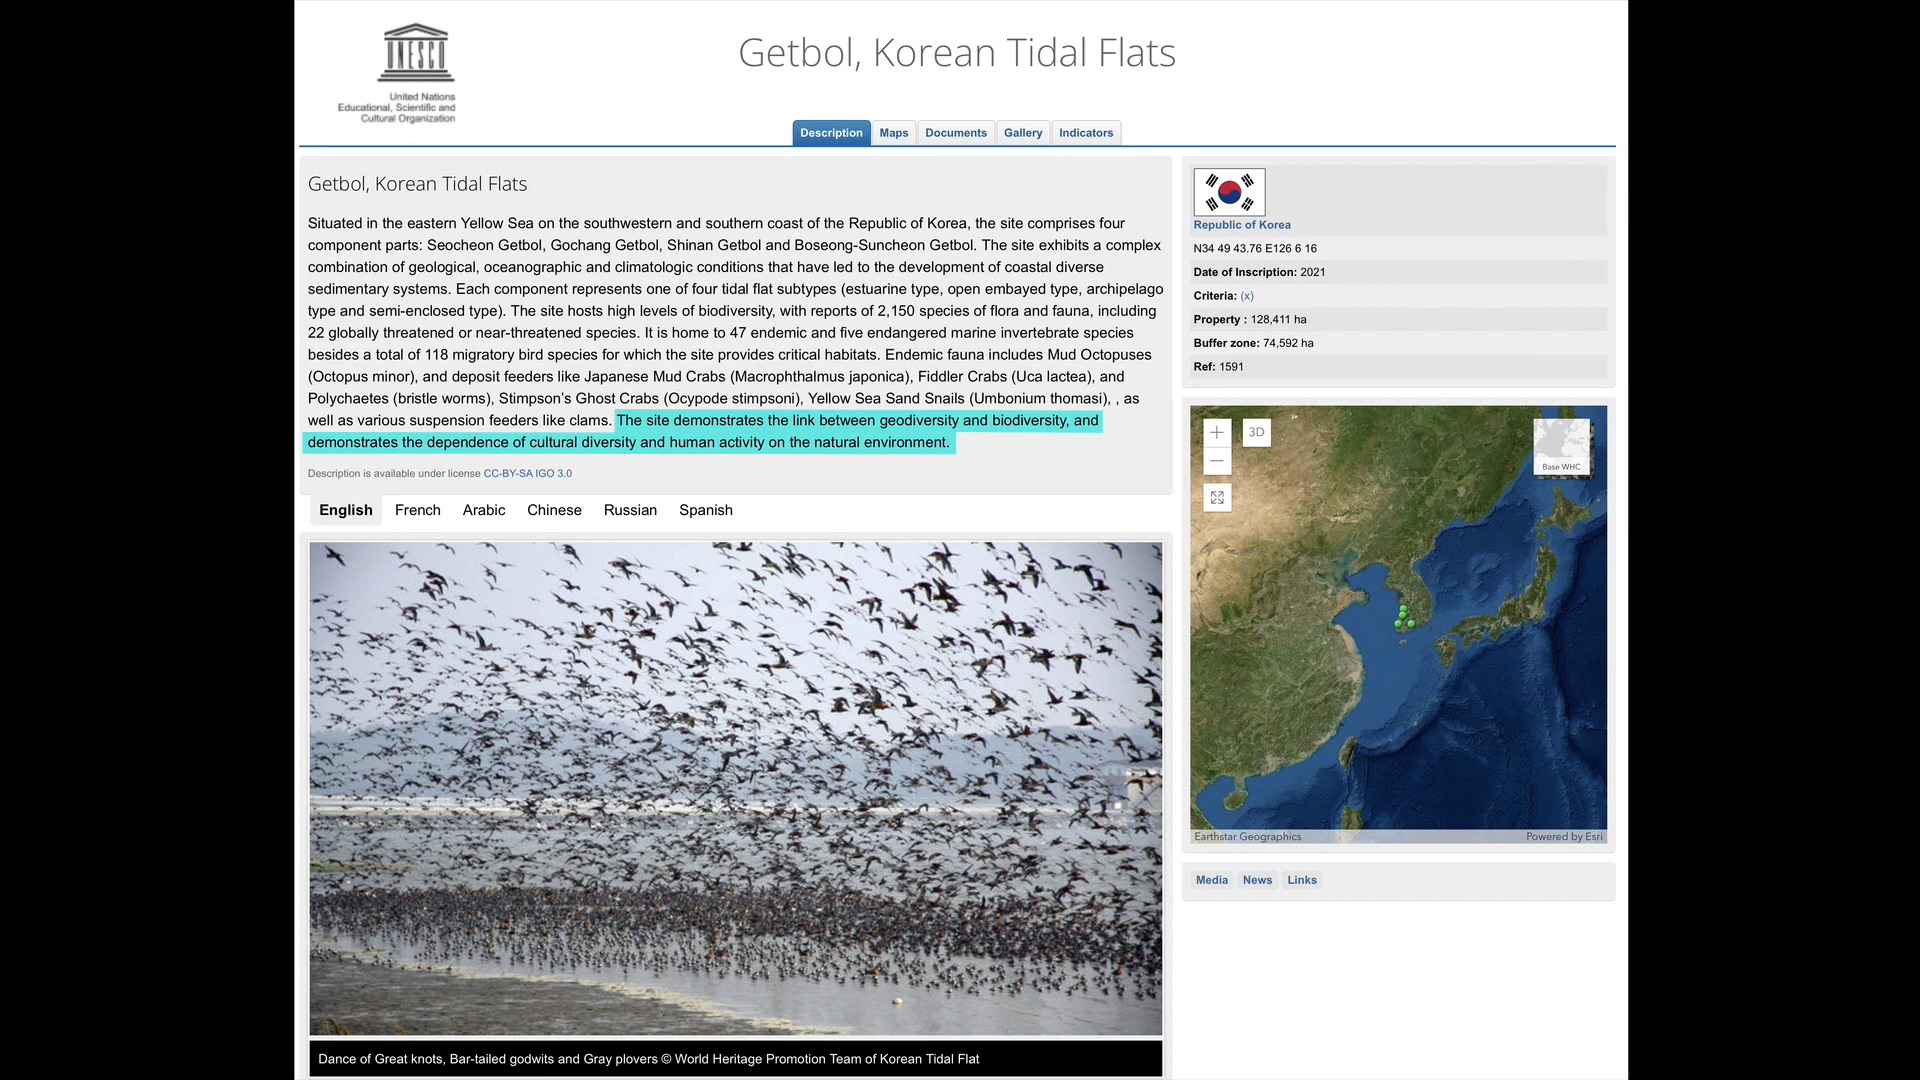 UNESCO
United Nations
Educational, Scientific and
Cultural Organization
Getbol, Korean Tidal Flats
Description
Maps
Documents
Gallery
Indicators
Getbol, Korean Tidal Flats
Situated in the eastern Yellow Sea on the southwestern and southern coast of the Republic of Korea, the site comprises four
component parts: Seocheon Getbol, Gochang Getbol, Shinan Getbol and Boseong-Suncheon Getbol. The site exhibits a complex
combination of geological, oceanographic and climatologic conditions that have led to the development of coastal diverse
sedimentary systems. Each component represents one of four tidal flat subtypes (estuarine type, open embayed type, archipelago
type and semi-enclosed type). The site hosts high levels of biodiversity, with reports of 2,150 species of flora and fauna, including
22 globally threatened or near-threatened species. It is home to 47 endemic and five endangered marine invertebrate species
besides a total of 118 migratory bird species for which the site provides critical habitats. Endemic fauna includes Mud Octopuses
(Octopus minor), and deposit feeders like Japanese Mud Crabs (Macrophthalmus japonica), Fiddler Crabs (Uca lactea), and
Polychaetes (bristle worms), Stimpson’s Ghost Crabs (Ocypode stimpsoni), Yellow Sea Sand Snails (Umbonium thomasi), , as
well as various suspension feeders like clams. The site demonstrates the link between geodiversity and biodiversity, and
demonstrates the dependence of cultural diversity and human activity on the natural environment.
Description is available under license CC-BY-SA IGO 3.0
English
French
Arabic
Chinese
Russian
Spanish
Dance of Great knots, Bar-tailed godwits and Gray plovers © World Heritage Promotion Team of Korean Tidal Flat
Republic of Korea
N34 49 43.76 E126 6 16
Date of Inscription: 2021
Criteria: (x)
Property : 128,411 ha
Buffer zone: 74,592 ha
Ref: 1591
3D
Base WHC
Earthstar Geographics
Powered by Esri
Media
News
Links